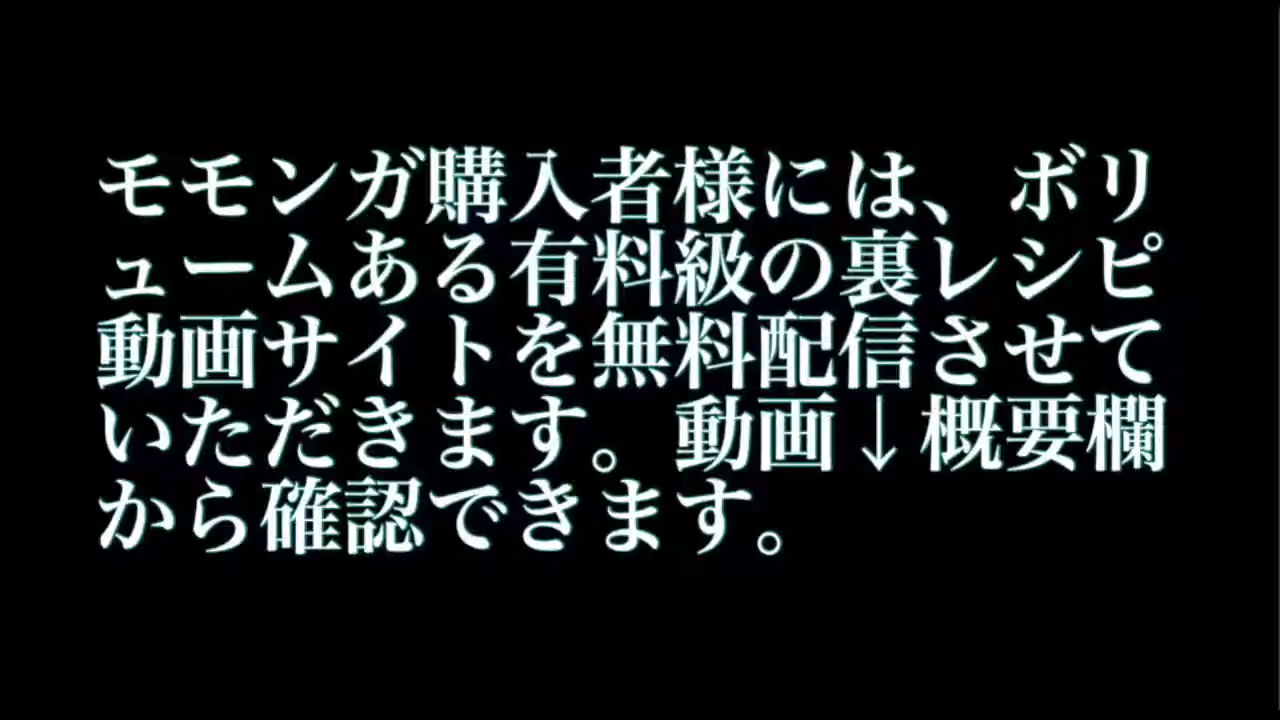 モモンガ購入者様には、ボリ
ュームある有料級の裏レシピ
動画サイトを無料配信させて
いただきます。動画↓概要欄
から確認できます。